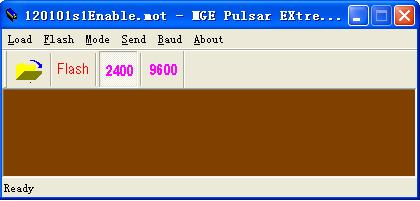 120101s1Enable.mot - MGE Pulsar EXtre...
Load Flash Mode Send Baud About
Flash 2400 9600
Ready